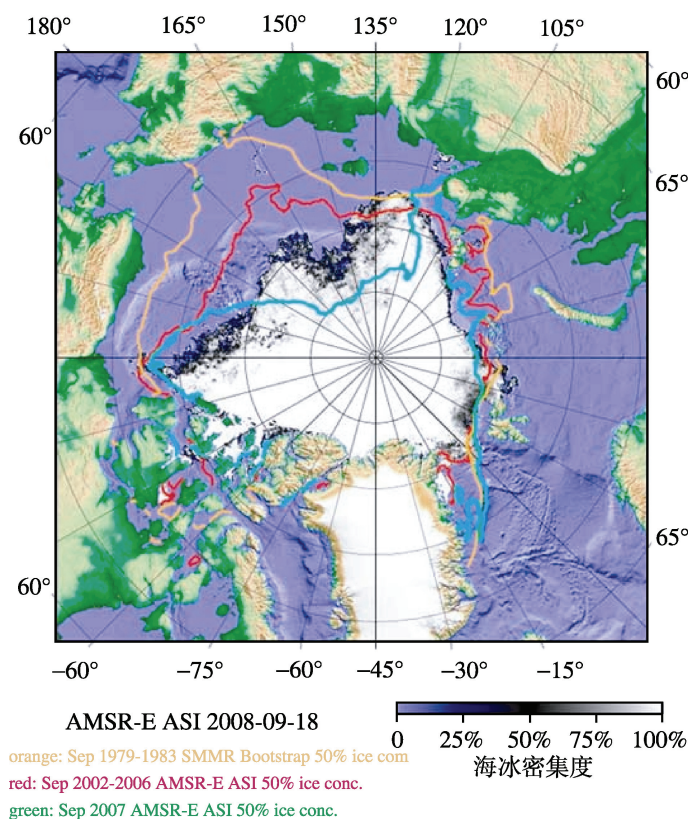 180° 165° 150° 135° 120° 105°
60° 60°
65°
60° 65°
−60° −75° −60° −45° −30° −15°
AMSR-E ASI 2008-09-18
0 25% 50% 75% 100%
海冰密集度
orange: Sep 1979-1983 SMMR Bootstrap 50% ice com
red: Sep 2002-2006 AMSR-E ASI 50% ice conc.
green: Sep 2007 AMSR-E ASI 50% ice conc.